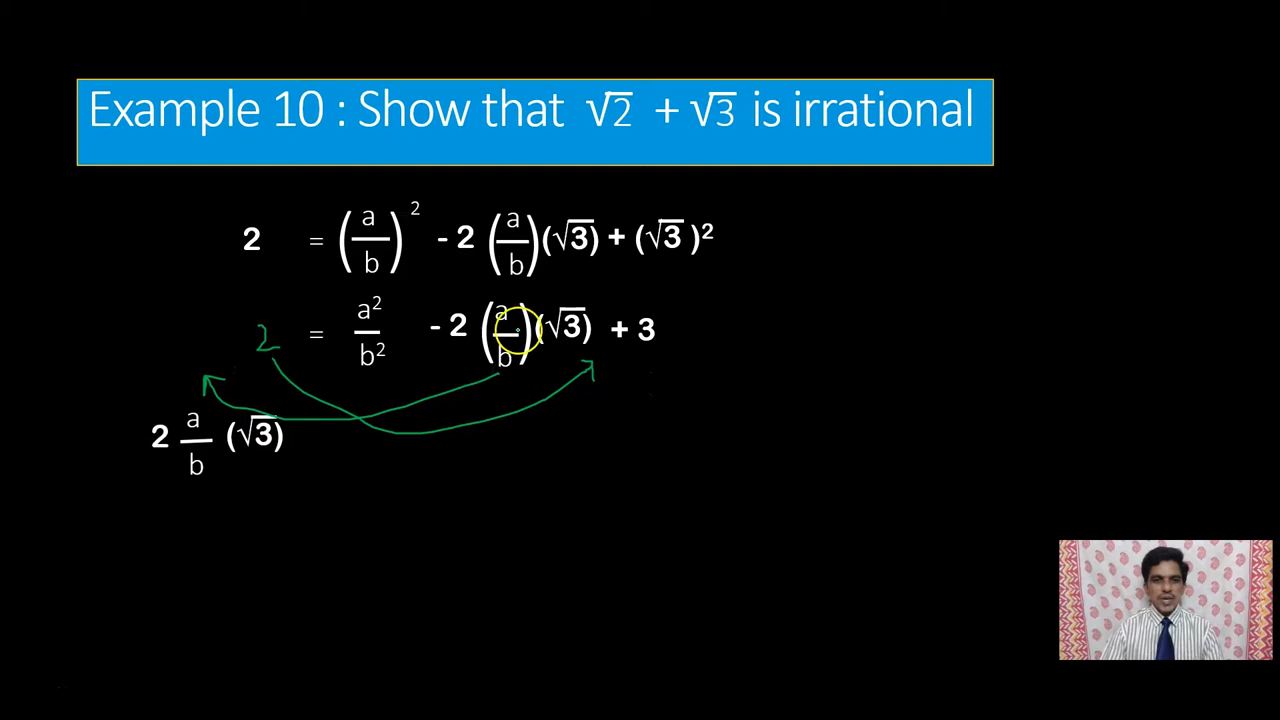 Example 10 : Show that √2 + √3 is irrational
2 = (a/b)² - 2 (a/b)(√3) + (√3 )²
2 = a²/b² - 2 (a/b)(√3) + 3
2 a/b (√3)